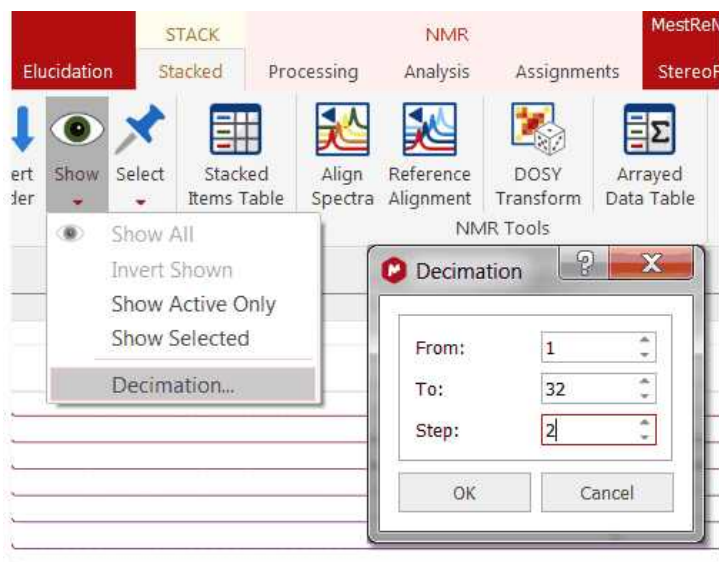 STACK NMR MestReN
Elucidation Stacked Processing Analysis Assignments StereoF
ert Show Select Stacked Align Reference DOSY Arrayed
der Items Table Spectra Alignment Transform Data Table
NMR Tools
Show All
Invert Shown
Show Active Only
Show Selected
Decimation...
Decimation ? X
From: 1
To: 32
Step: 2
OK Cancel